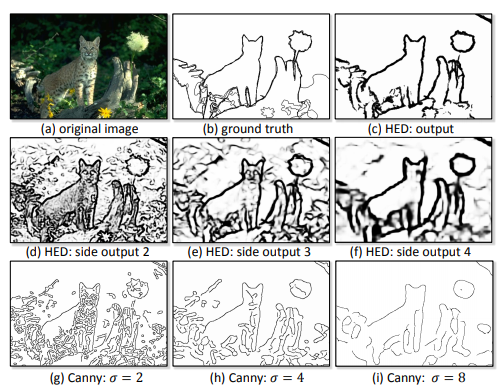 (a) original image (b) ground truth (c) HED: output
(d) HED: side output 2 (e) HED: side output 3 (f) HED: side output 4
(g) Canny: σ = 2 (h) Canny: σ = 4 (i) Canny: σ = 8